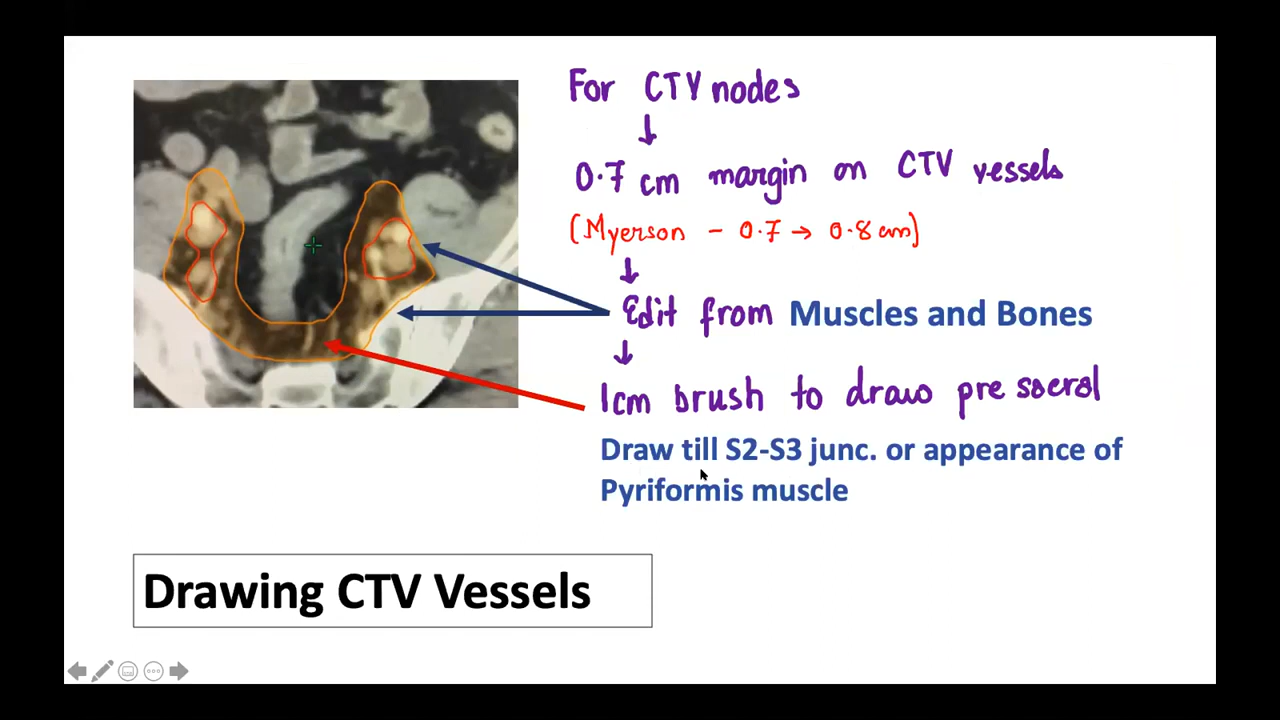 For CTV nodes
↓
0.7 cm margin on CTV vessels
(Myerson - 0.7 → 0.8 cm)
↓
Edit from Muscles and Bones
↓
1cm brush to draw pre sacral
Draw till S2-S3 junc. or appearance of
Pyriformis muscle
Drawing CTV Vessels